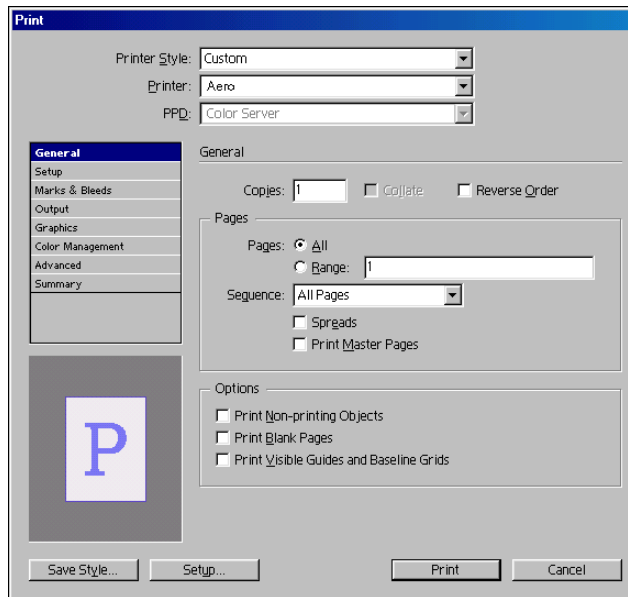 Print
Printer Style: Custom
Printer: Aero
PPD: Color Server
General
Setup
Marks & Bleeds
Output
Graphics
Color Management
Advanced
Summary
General
Copies: 1 Collate Reverse Order
Pages
Pages: All
Range: 1
Sequence: All Pages
Spreads
Print Master Pages
Options
Print Non-printing Objects
Print Blank Pages
Print Visible Guides and Baseline Grids
P
Save Style... Setup... Print Cancel